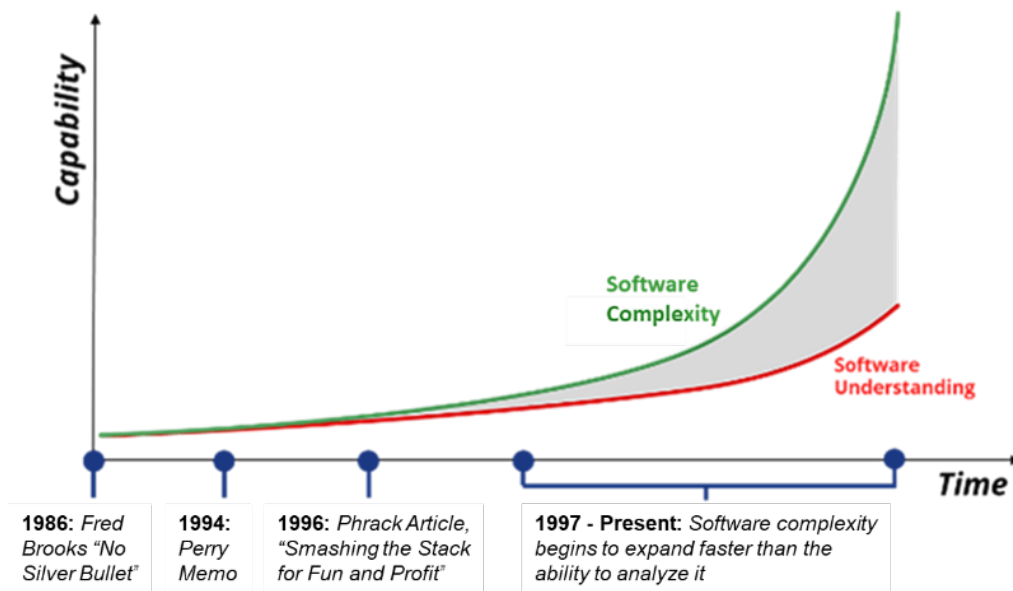 Capability
Software
Complexity
Software
Understanding
Time
1986: Fred
Brooks “No
Silver Bullet”
1994:
Perry
Memo
1996: Phrack Article,
“Smashing the Stack
for Fun and Profit”
1997 - Present: Software complexity
begins to expand faster than the
ability to analyze it